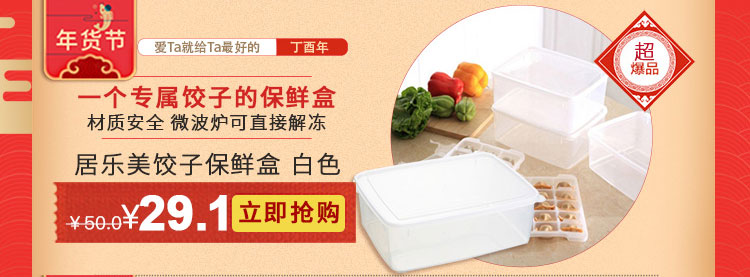 年货节
愛Ta就给Ta最好的 丁酉年
超
爆品
一个专属饺子的保鲜盒
材质安全 微波炉可直接解冻
居乐美饺子保鲜盒 白色
￥50.0 ￥29.1 立即抢购